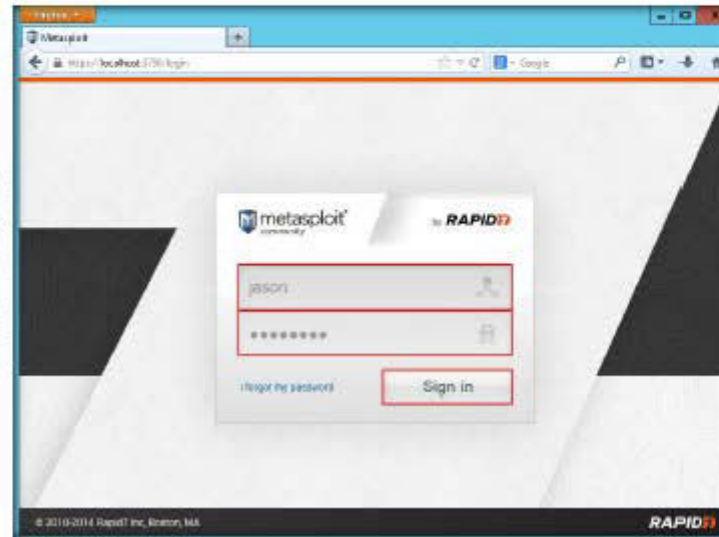 Firefox
Metasploit
+
https://localhost:3790/login
Google
metasploit®
community
by RAPID7
jason
••••••••
I forgot my password
Sign in
© 2010-2014 Rapid7 Inc, Boston, MA
RAPID7